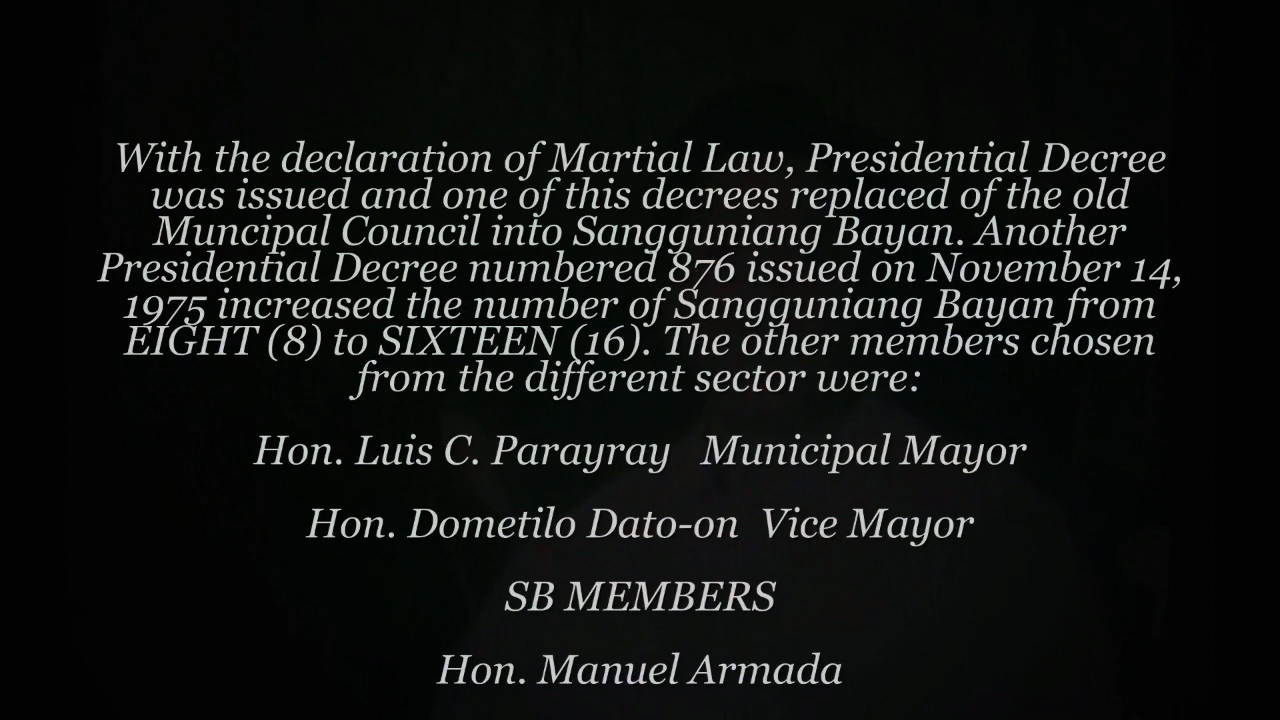 With the declaration of Martial Law, Presidential Decree
was issued and one of this decrees replaced of the old
Muncipal Council into Sangguniang Bayan. Another
Presidential Decree numbered 876 issued on November 14,
1975 increased the number of Sangguniang Bayan from
EIGHT (8) to SIXTEEN (16). The other members chosen
from the different sector were:
Hon. Luis C. Parayray   Municipal Mayor
Hon. Dometilo Dato-on  Vice Mayor
SB MEMBERS
Hon. Manuel Armada